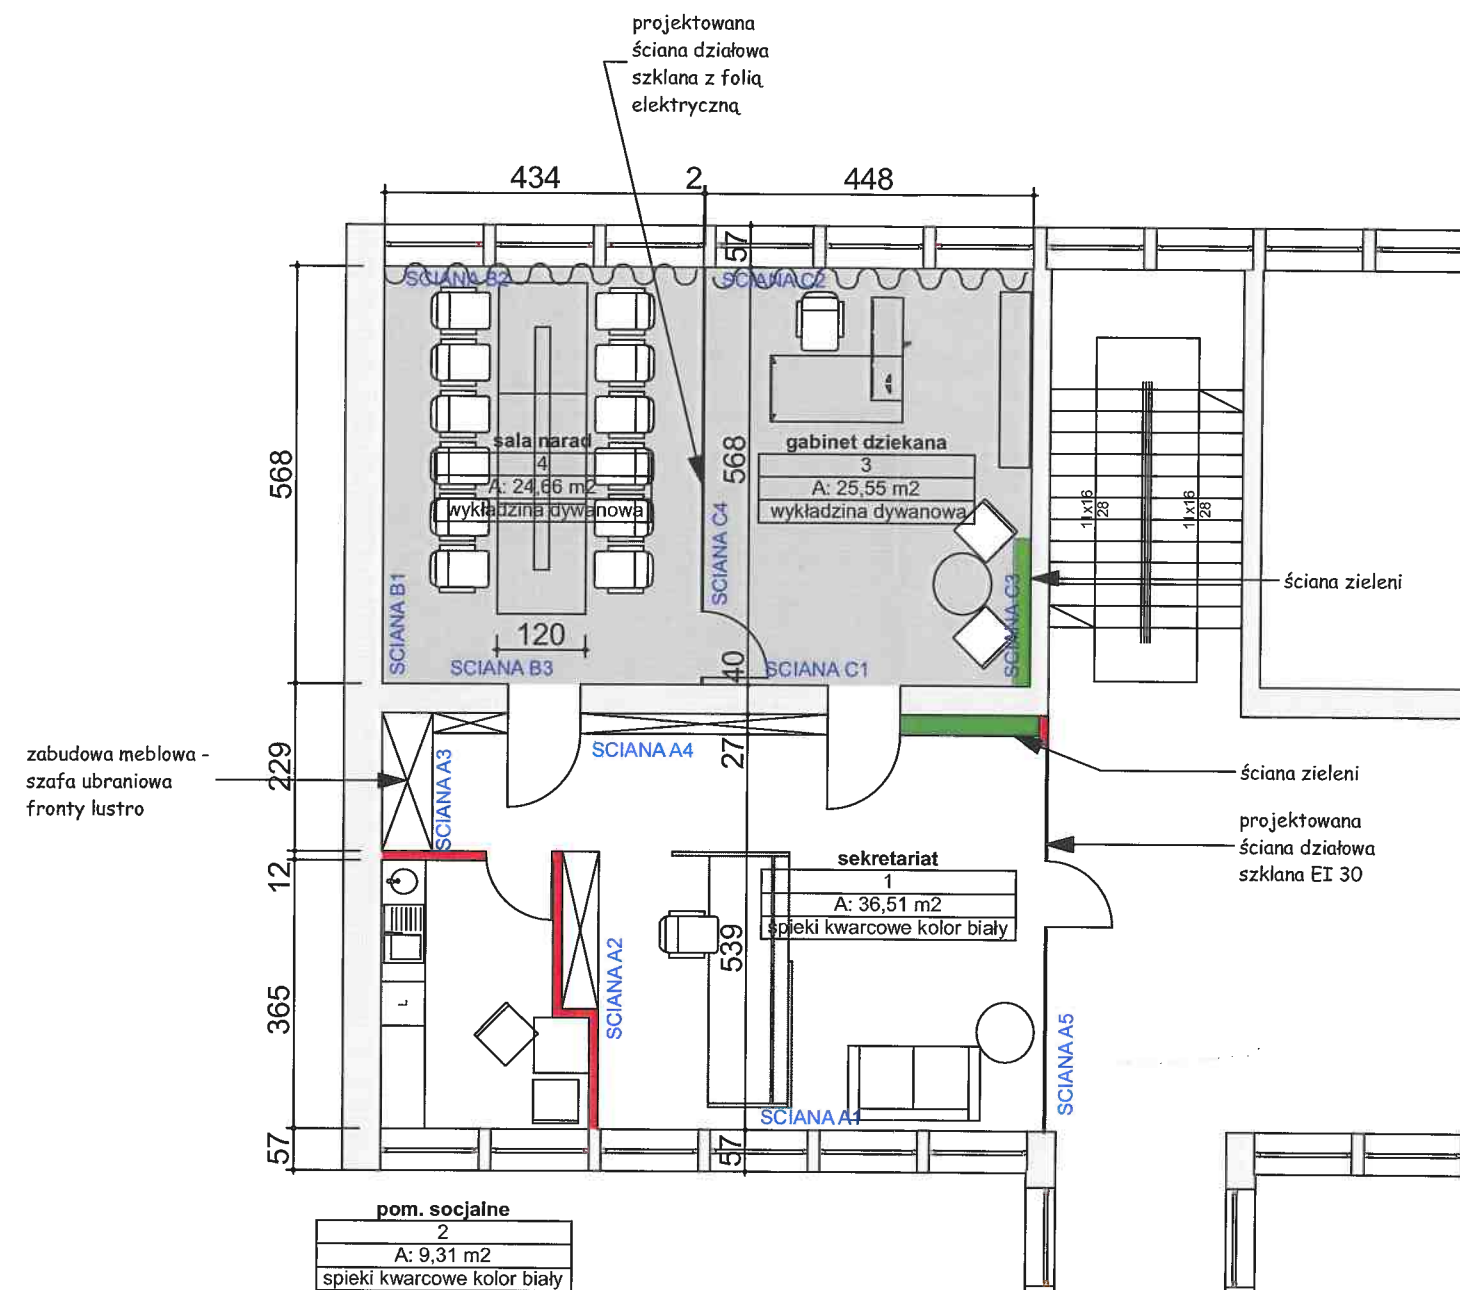 projektowana
ściana działowa
szklana z folią
elektryczną
434
2
448
57
SCIANA B2
SCIANA C2
568
568
sala narad
4
A: 24,66 m2
wykładzina dywanowa
gabinet dziekana
3
A: 25,55 m2
wykładzina dywanowa
11x16
28
11x16
28
SCIANA B1
SCIANA C4
SCIANA C3
ściana zieleni
120
SCIANA B3
40
SCIANA C1
zabudowa meblowa -
szafa ubraniowa
fronty lustro
229
SCIANA A3
SCIANA A4
27
ściana zieleni
projektowana
ściana działowa
szklana EI 30
12
sekretariat
1
A: 36,51 m2
spieki kwarcowe kolor biały
539
365
L
SCIANA A2
SCIANA A5
SCIANA A1
57
57
pom. socjalne
2
A: 9,31 m2
spieki kwarcowe kolor biały